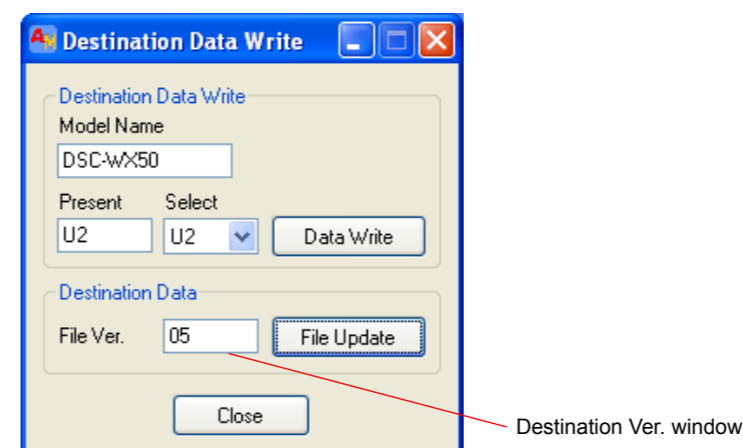 Destination Data Write
Destination Data Write
Model Name
DSC-WX50
Present Select
U2 U2 Data Write
Destination Data
File Ver. 05 File Update
Close
Destination Ver. window